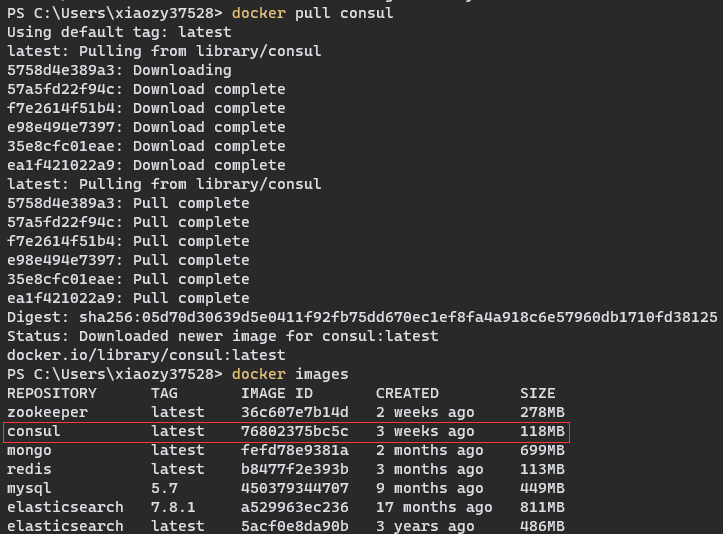 PS C:\Users\xiaozy37528> docker pull consul
Using default tag: latest
latest: Pulling from library/consul
5758d4e389a3: Downloading
57a5fd22f94c: Download complete
f7e2614f51b4: Download complete
e98e494e7397: Download complete
35e8cfc01eae: Download complete
ea1f421022a9: Download complete
latest: Pulling from library/consul
5758d4e389a3: Pull complete
57a5fd22f94c: Pull complete
f7e2614f51b4: Pull complete
e98e494e7397: Pull complete
35e8cfc01eae: Pull complete
ea1f421022a9: Pull complete
Digest: sha256:05d70d30639d5e0411f92fb75dd670ec1ef8fa4a918c6e57960db1710fd38125
Status: Downloaded newer image for consul:latest
docker.io/library/consul:latest
PS C:\Users\xiaozy37528> docker images
REPOSITORY TAG IMAGE ID CREATED SIZE
zookeeper latest 36c607e7b14d 2 weeks ago 278MB
consul latest 76802375bc5c 3 weeks ago 118MB
mongo latest fefd78e9381a 2 months ago 699MB
redis latest b8477f2e393b 3 months ago 113MB
mysql 5.7 450379344707 9 months ago 449MB
elasticsearch 7.8.1 a529963ec236 17 months ago 811MB
elasticsearch latest 5acf0e8da90b 3 years ago 486MB